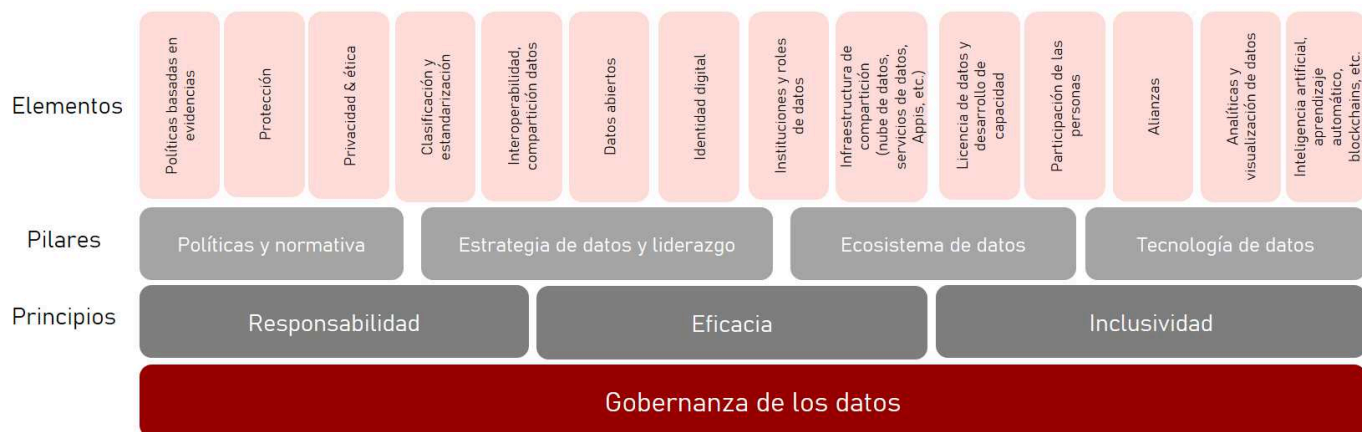 Elementos
Políticas basadas en
evidencias
Protección
Privacidad & ética
Clasificación y
estandarización
Interoperabilidad,
compartición datos
Datos abiertos
Identidad digital
Instituciones y roles
de datos
Infraestructura de
compartición
(nube de datos,
servicios de datos,
Appis, etc.)
Licencia de datos y
desarrollo de
capacidad
Participación de las
personas
Alianzas
Analíticas y
visualización de datos
Inteligencia artificial,
aprendizaje
automático,
blockchains, etc.
Pilares
Políticas y normativa
Estrategia de datos y liderazgo
Ecosistema de datos
Tecnología de datos
Principios
Responsabilidad
Eficacia
Inclusividad
Gobernanza de los datos